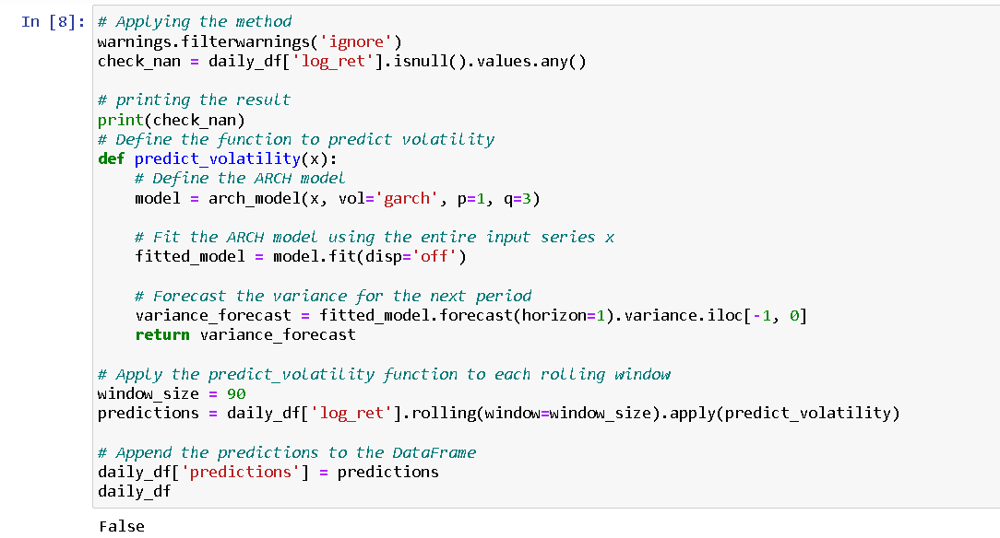 In [8]: # Applying the method
warnings.filterwarnings('ignore')
check_nan = daily_df['log_ret'].isnull().values.any()

# printing the result
print(check_nan)
# Define the function to predict volatility
def predict_volatility(x):
    # Define the ARCH model
    model = arch_model(x, vol='garch', p=1, q=3)

    # Fit the ARCH model using the entire input series x
    fitted_model = model.fit(disp='off')

    # Forecast the variance for the next period
    variance_forecast = fitted_model.forecast(horizon=1).variance.iloc[-1, 0]
    return variance_forecast

# Apply the predict_volatility function to each rolling window
window_size = 90
predictions = daily_df['log_ret'].rolling(window=window_size).apply(predict_volatility)

# Append the predictions to the DataFrame
daily_df['predictions'] = predictions
daily_df
False